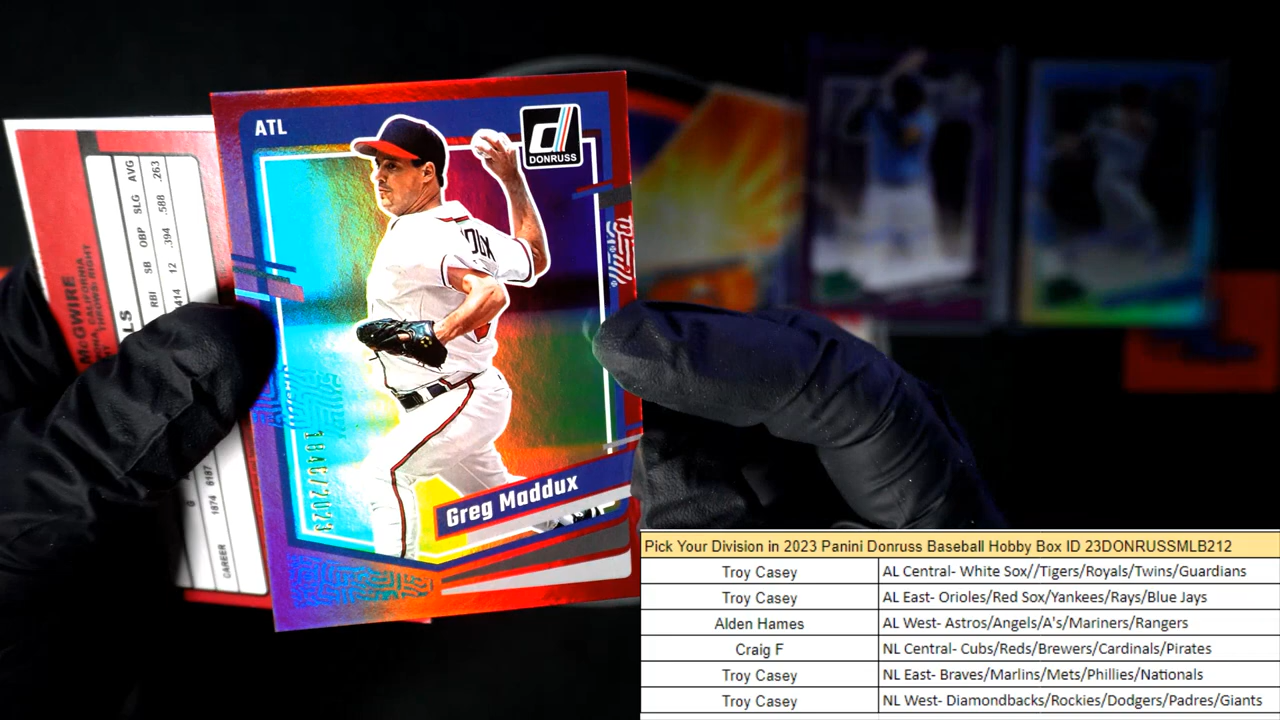 ATL
DONRUSS
Greg Maddux
McGWIRE
THROWS: RIGHT
RBI SB OBP SLG AVG
414 12 .394 .588 .263
1874 6187
CAREER
Pick Your Division in 2023 Panini Donruss Baseball Hobby Box ID 23DONRUSSMLB212
Troy Casey AL Central- White Sox//Tigers/Royals/Twins/Guardians
Troy Casey AL East- Orioles/Red Sox/Yankees/Rays/Blue Jays
Alden Hames AL West- Astros/Angels/A's/Mariners/Rangers
Craig F NL Central- Cubs/Reds/Brewers/Cardinals/Pirates
Troy Casey NL East- Braves/Marlins/Mets/Phillies/Nationals
Troy Casey NL West- Diamondbacks/Rockies/Dodgers/Padres/Giants